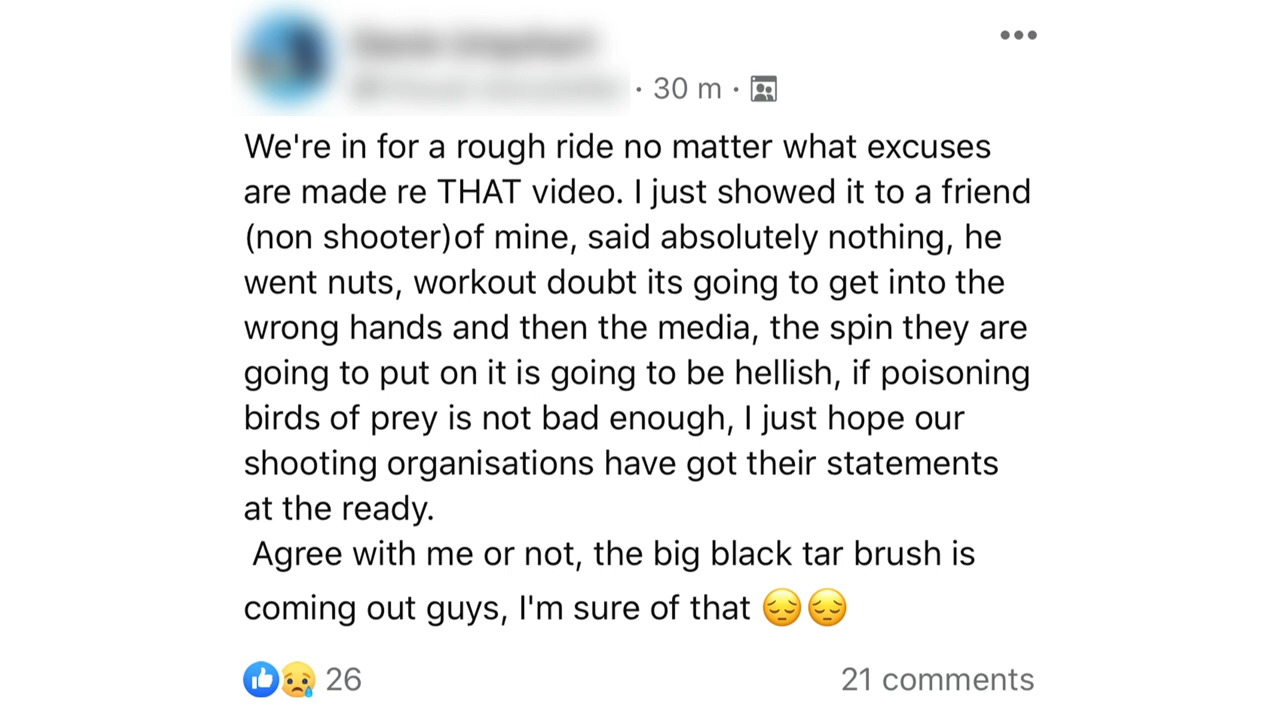 · 30 m ·
We're in for a rough ride no matter what excuses
are made re THAT video. I just showed it to a friend
(non shooter)of mine, said absolutely nothing, he
went nuts, workout doubt its going to get into the
wrong hands and then the media, the spin they are
going to put on it is going to be hellish, if poisoning
birds of prey is not bad enough, I just hope our
shooting organisations have got their statements
at the ready.
Agree with me or not, the big black tar brush is
coming out guys, I'm sure of that 😔😔
26 21 comments